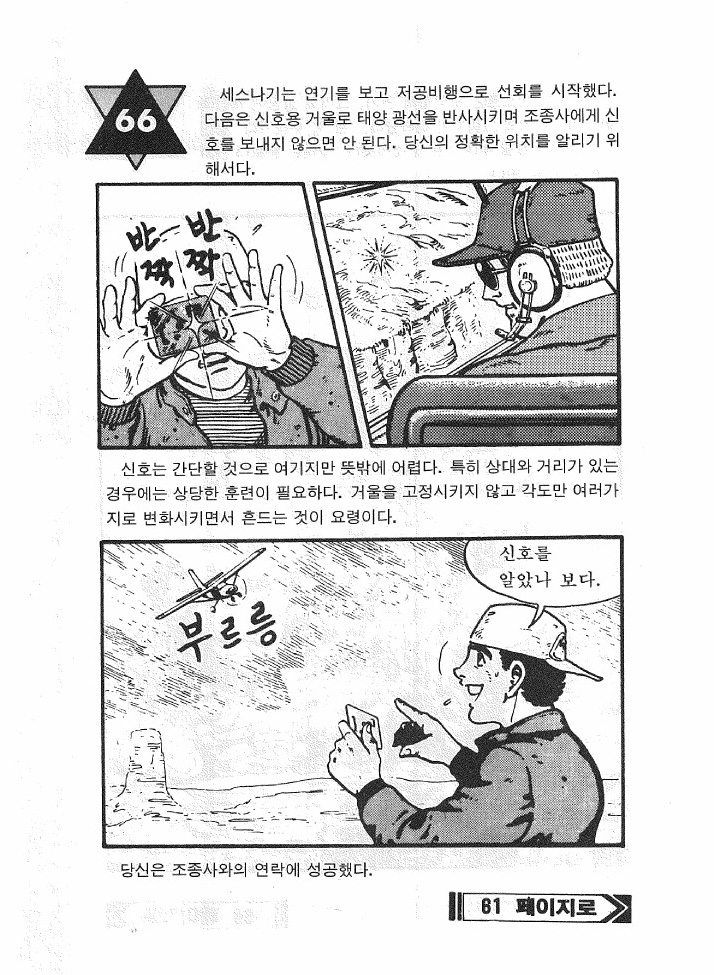 66
세스나기는 연기를 보고 저공비행으로 선회를 시작했다.
다음은 신호용 거울로 태양 광선을 반사시키며 조종사에게 신
호를 보내지 않으면 안 된다. 당신의 정확한 위치를 알리기 위
해서다.
반짝
반짝
신호는 간단할 것으로 여기지만 뜻밖에 어렵다. 특히 상대와 거리가 있는
경우에는 상당한 훈련이 필요하다. 거울을 고정시키지 않고 각도만 여러가
지로 변화시키면서 흔드는 것이 요령이다.
신호를
알았나 보다.
부르릉
당신은 조종사와의 연락에 성공했다.
61 페이지로